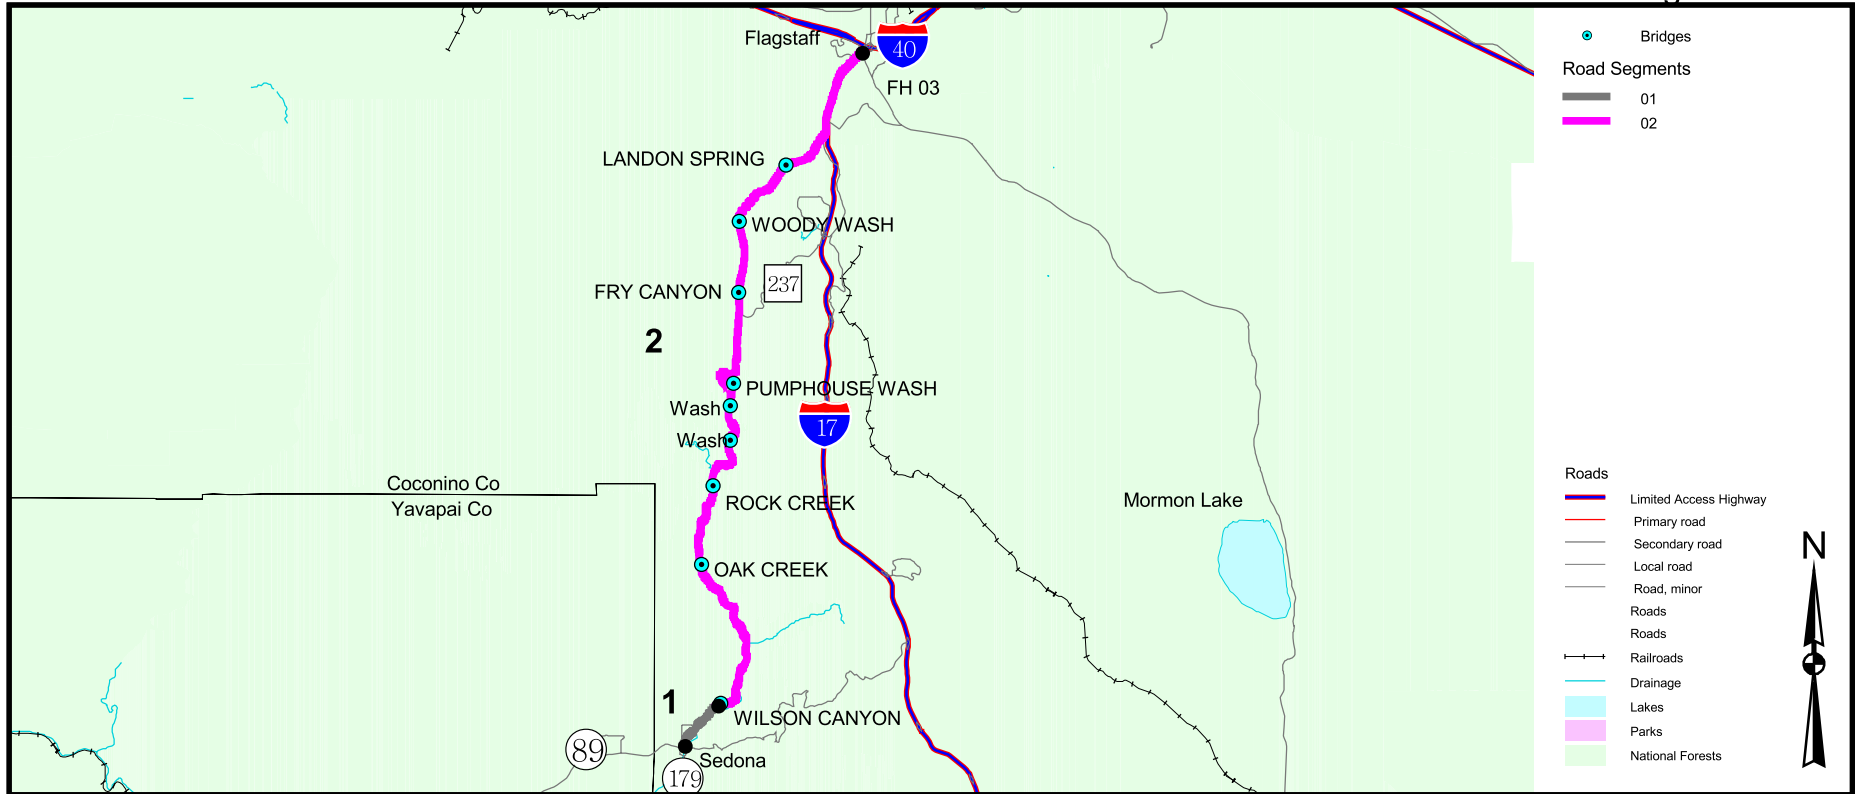 Flagstaff
40
FH 03
LANDON SPRING
WOODY WASH
237
FRY CANYON
2
PUMPHOUSE WASH
Wash
17
Wash
Coconino Co
Yavapai Co
ROCK CREEK
Mormon Lake
OAK CREEK
1
WILSON CANYON
89
Sedona
179
Bridges
Road Segments
01
02
Roads
Limited Access Highway
Primary road
Secondary road
Local road
Road, minor
Roads
Roads
Railroads
Drainage
Lakes
Parks
National Forests
N